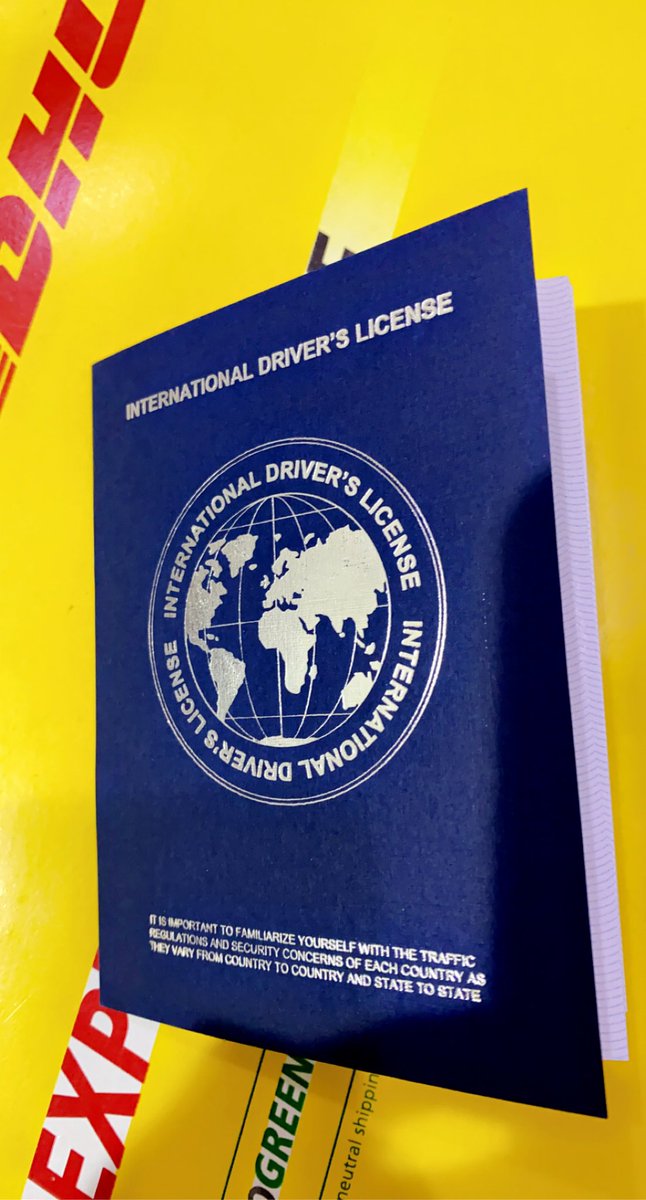 DHL
INTERNATIONAL DRIVER'S LICENSE
INTERNATIONAL DRIVER'S LICENSE INTERNATIONAL DRIVER'S LICENSE
IT IS IMPORTANT TO FAMILIARIZE YOURSELF WITH THE TRAFFIC
REGULATIONS AND SECURITY CONCERNS OF EACH COUNTRY AS
THEY VARY FROM COUNTRY TO COUNTRY AND STATE TO STATE
EXP
GREEN
neutral shippin